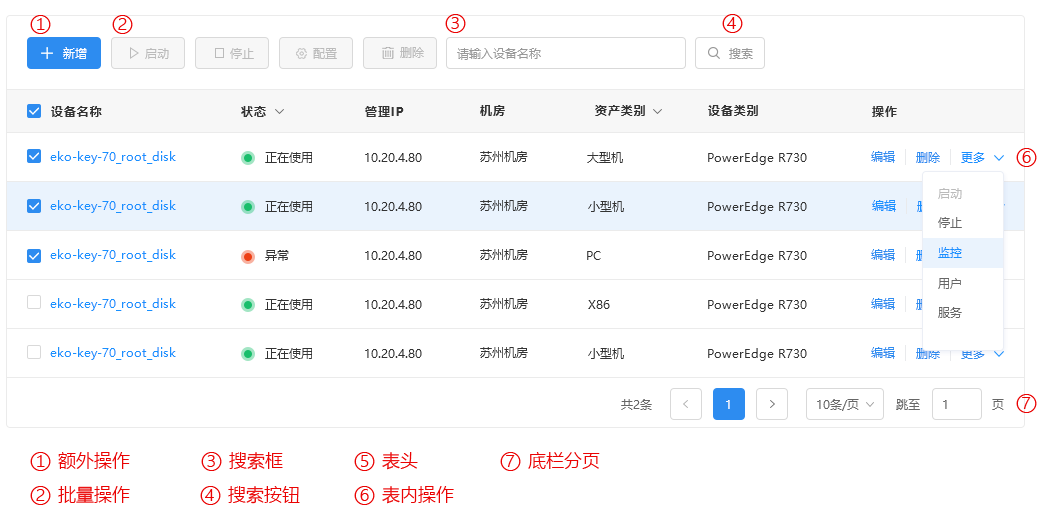 ① ② ③ ④
新增 启动 停止 配置 删除 请输入设备名称 搜索
设备名称 状态 管理IP 机房 资产类别 设备类别 操作
eko-key-70_root_disk 正在使用 10.20.4.80 苏州机房 大型机 PowerEdge R730 编辑 删除 更多 ⑥
eko-key-70_root_disk 正在使用 10.20.4.80 苏州机房 小型机 PowerEdge R730 编辑
eko-key-70_root_disk 异常 10.20.4.80 苏州机房 PC PowerEdge R730 编辑
eko-key-70_root_disk 正在使用 10.20.4.80 苏州机房 X86 PowerEdge R730 编辑
eko-key-70_root_disk 正在使用 10.20.4.80 苏州机房 小型机 PowerEdge R730 编辑 删除 更多
启动
停止
监控
用户
服务
共2条 1 10条/页 跳至 1 页 ⑦
① 额外操作 ③ 搜索框 ⑤ 表头 ⑦ 底栏分页
② 批量操作 ④ 搜索按钮 ⑥ 表内操作